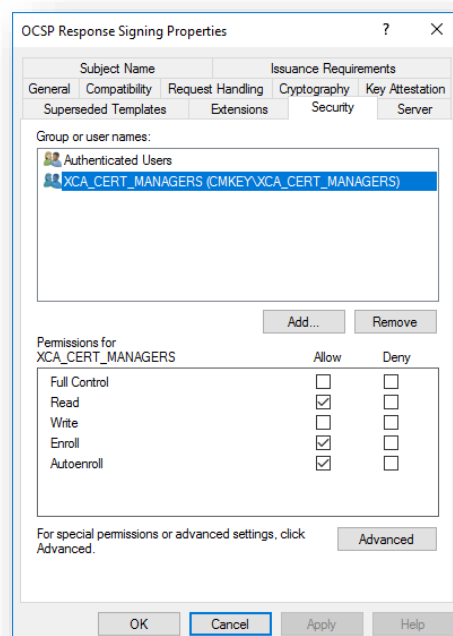 OCSP Response Signing Properties ? ×
Subject Name Issuance Requirements
General Compatibility Request Handling Cryptography Key Attestation
Superseded Templates Extensions Security Server
Group or user names:
Authenticated Users
XCA_CERT_MANAGERS (CMKEY\XCA_CERT_MANAGERS)
Add... Remove
Permissions for
XCA_CERT_MANAGERS Allow Deny
Full Control
Read
Write
Enroll
Autoenroll
For special permissions or advanced settings, click
Advanced. Advanced
OK Cancel Apply Help